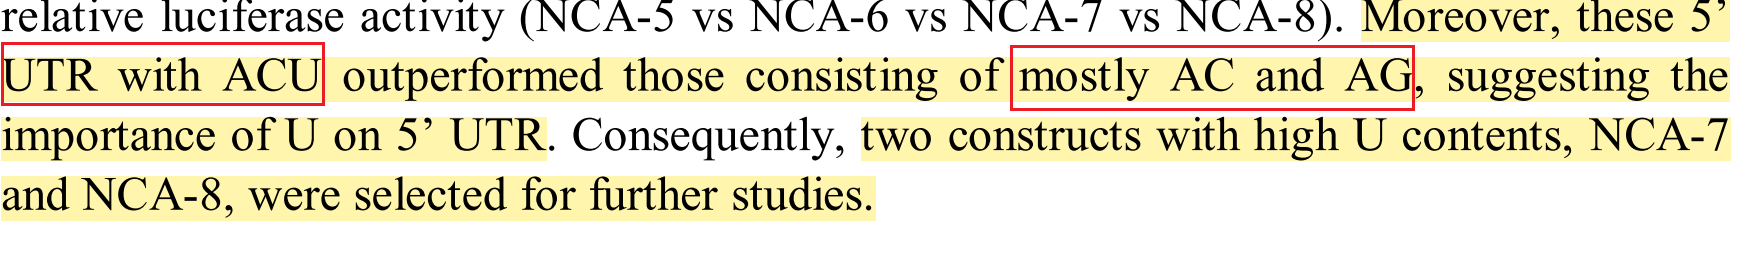 relative luciferase activity (NCA-5 vs NCA-6 vs NCA-7 vs NCA-8). Moreover, these 5’
UTR with ACU outperformed those consisting of mostly AC and AG, suggesting the
importance of U on 5’ UTR. Consequently, two constructs with high U contents, NCA-7
and NCA-8, were selected for further studies.